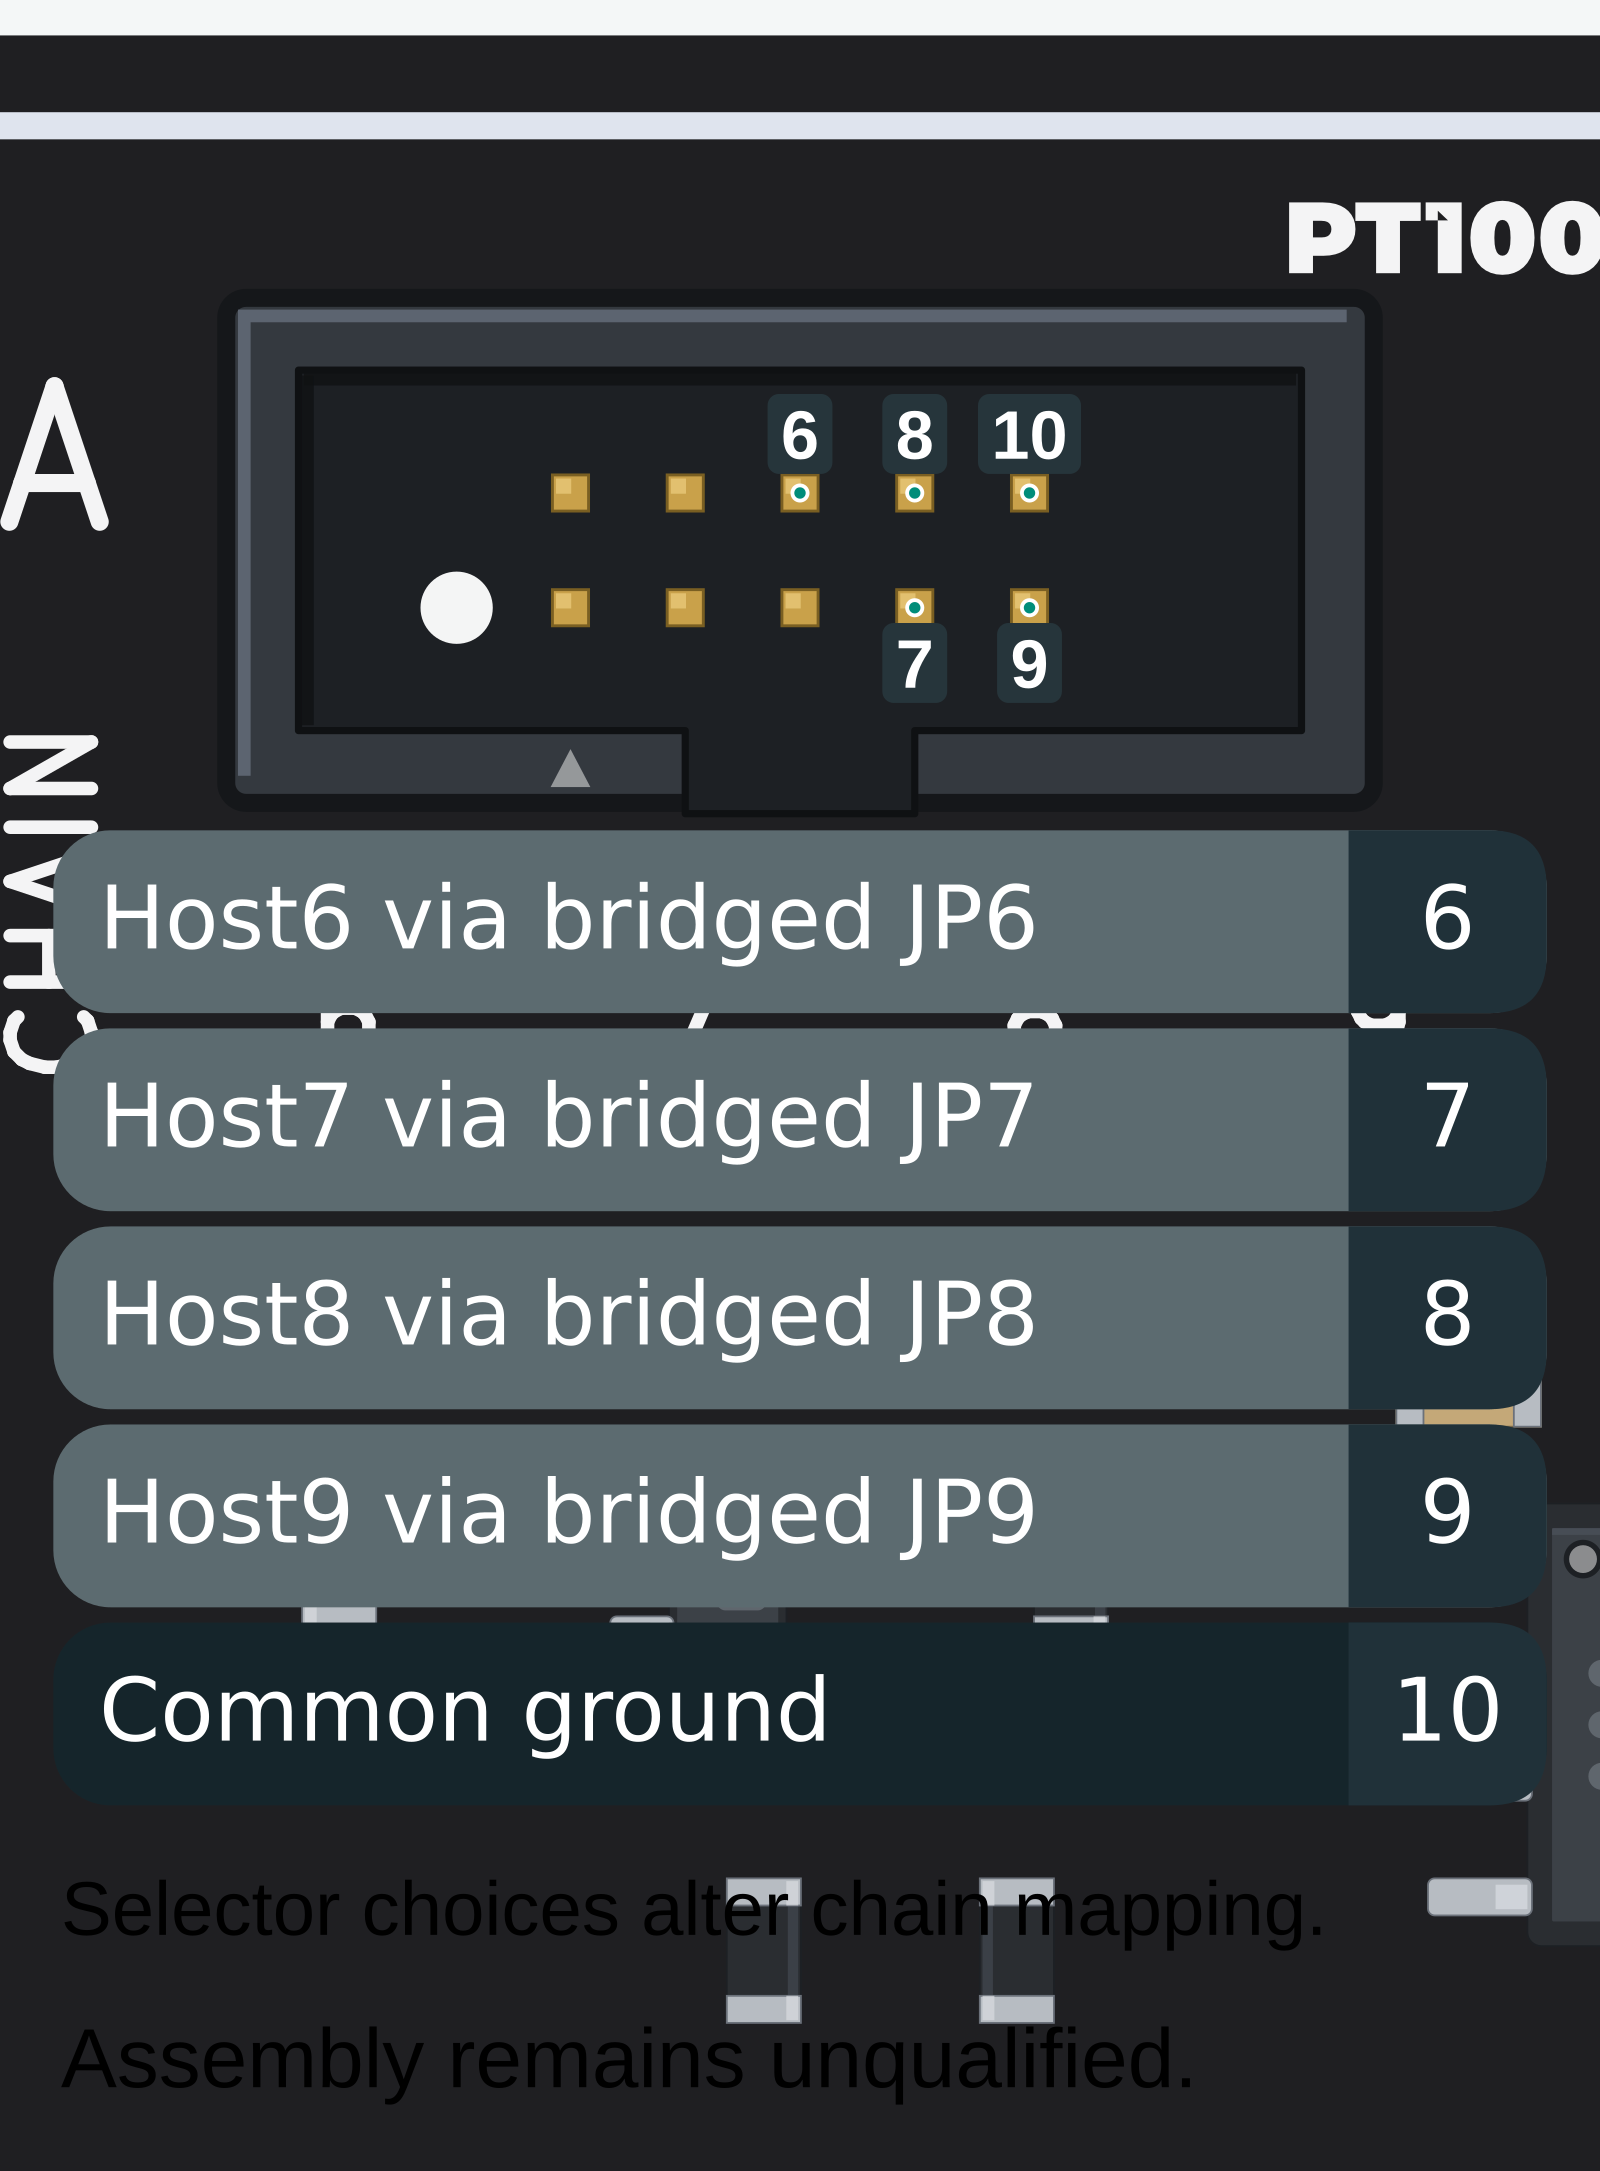 PT100
A
6 8 10
7 9
CHAIN
Host6 via bridged JP6 6
Host7 via bridged JP7 7
Host8 via bridged JP8 8
Host9 via bridged JP9 9
Common ground 10
Selector choices alter chain mapping.
Assembly remains unqualified.